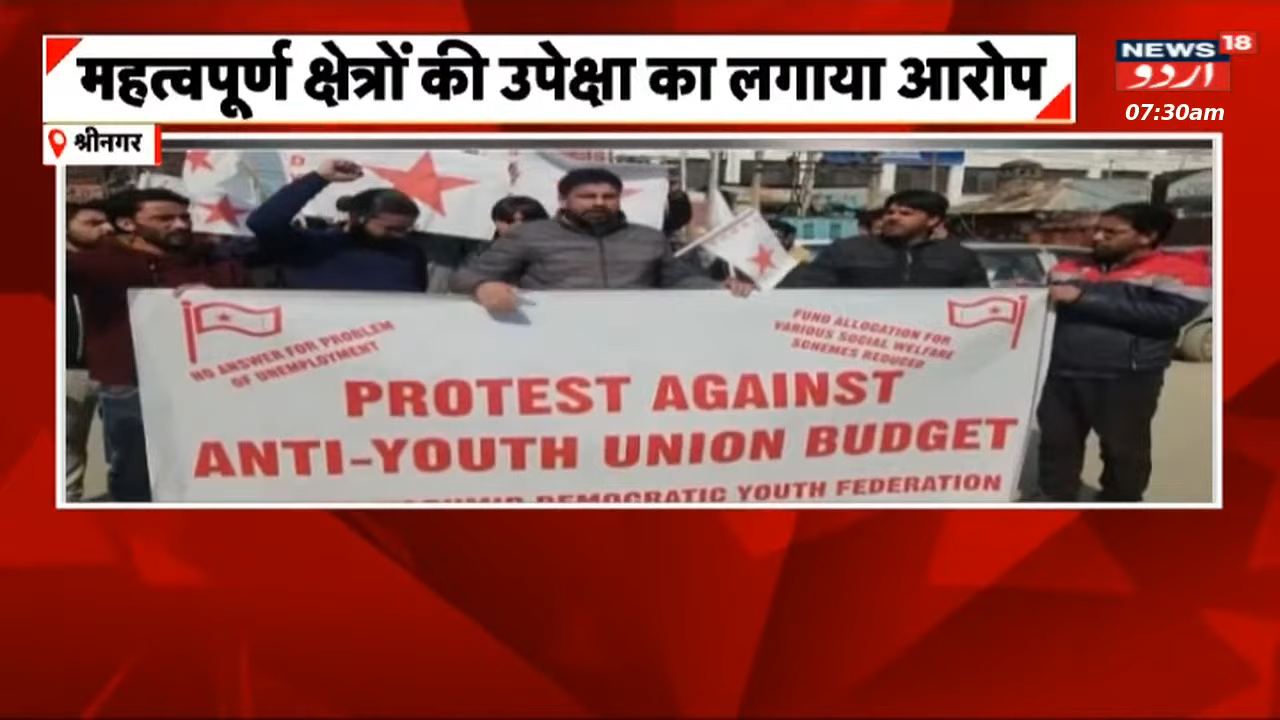 महत्वपूर्ण क्षेत्रों की उपेक्षा का लगाया आरोप
NEWS 18
اردو
07:30am
श्रीनगर
NO ANSWER FOR PROBLEM
OF UNEMPLOYMENT
FUND ALLOCATION FOR
VARIOUS SOCIAL WELFARE
SCHEMES REDUCED
PROTEST AGAINST
ANTI-YOUTH UNION BUDGET
DEMOCRATIC YOUTH FEDERATION